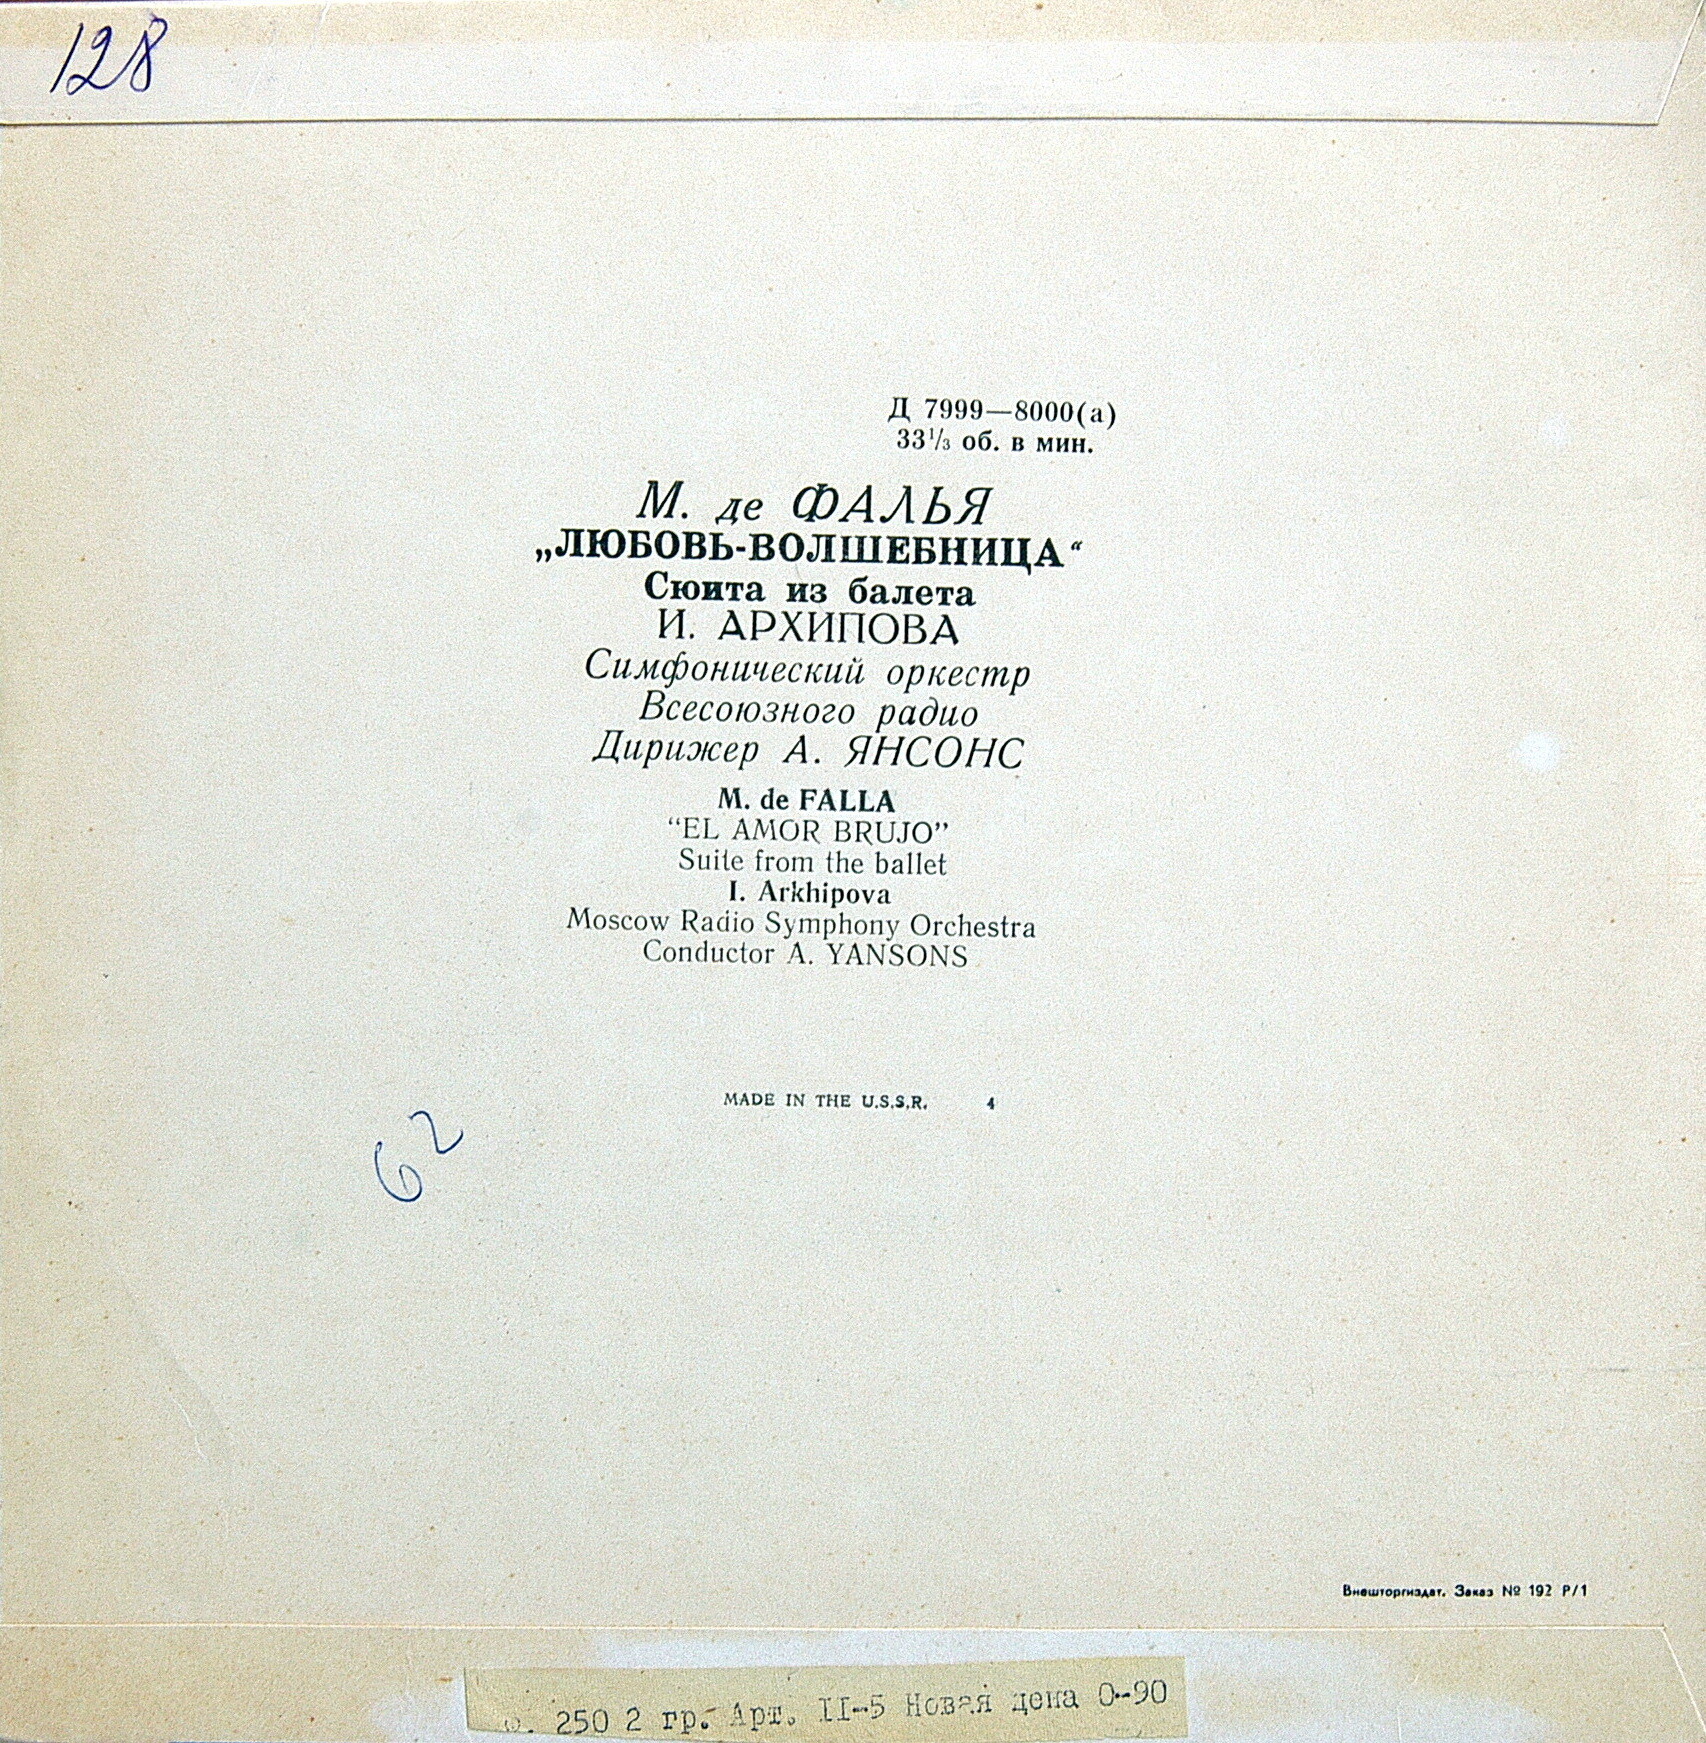 128
Д 7999—8000(а)
33⅓ об. в мин.
М. де ФАЛЬЯ
„ЛЮБОВЬ-ВОЛШЕБНИЦА“
Сюита из балета
И. АРХИПОВА
Симфонический оркестр
Всесоюзного радио
Дирижер А. ЯНСОНС
M. de FALLA
“EL AMOR BRUJO”
Suite from the ballet
I. Arkhipova
Moscow Radio Symphony Orchestra
Conductor A. YANSONS
MADE IN THE U.S.S.R. 4
62
Внешторгиздат. Заказ № 192 Р/1
250 2 гр. Арт. II-5 Новая цена 0-90